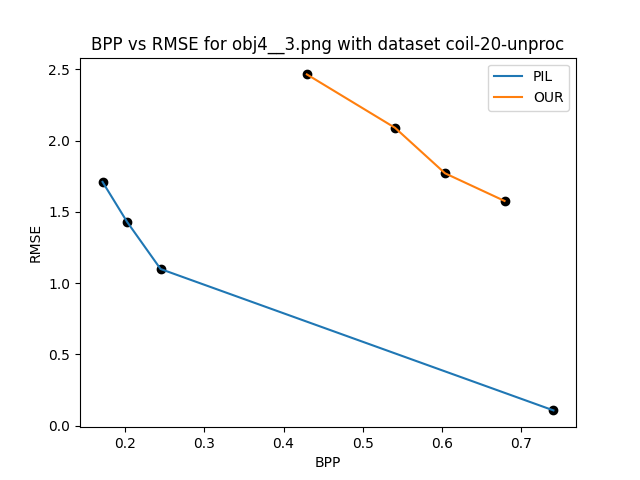 BPP vs RMSE for obj4__3.png with dataset coil-20-unproc
PIL
OUR
2.5
2.0
1.5
1.0
0.5
0.0
RMSE
0.2 0.3 0.4 0.5 0.6 0.7
BPP